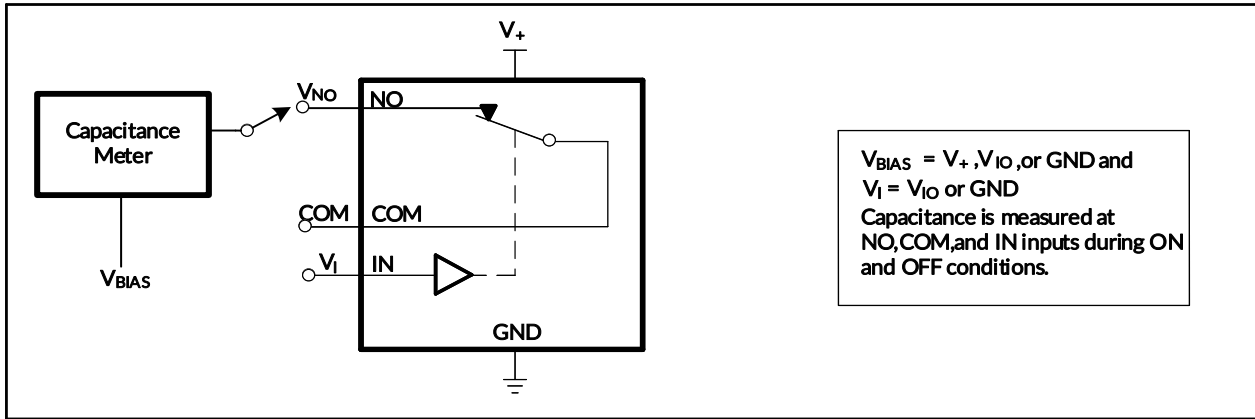 V+
VNO
NO
Capacitance
Meter
COM
COM
VI
IN
VBIAS
GND
VBIAS = V+ ,VIO ,or GND and
VI = VIO or GND
Capacitance is measured at
NO,COM,and IN inputs during ON
and OFF conditions.